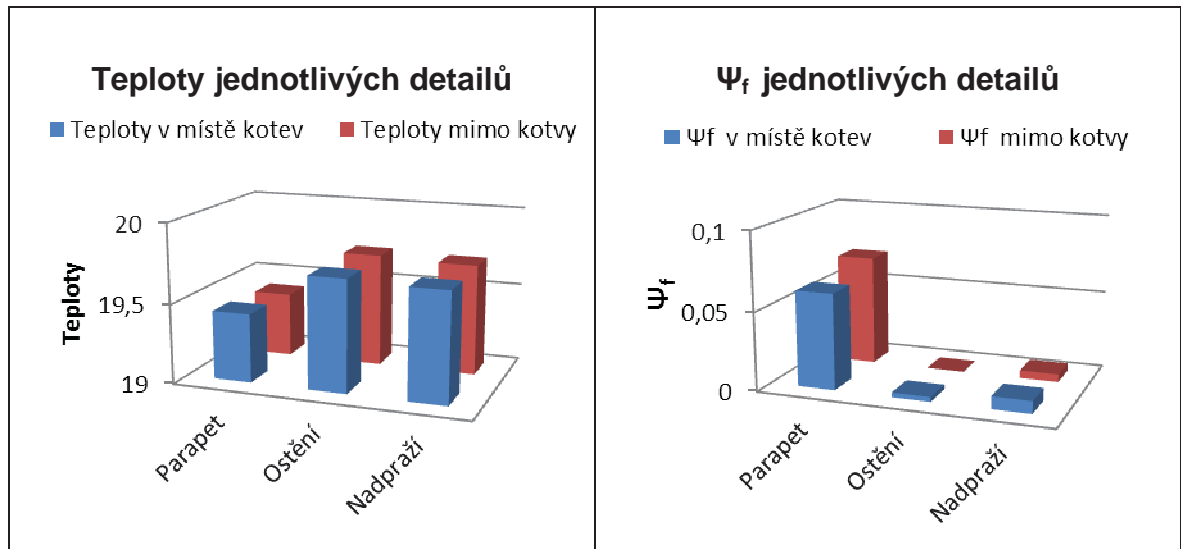 Teploty jednotlivých detailů
Teploty v místě kotev Teploty mimo kotvy
20
19,5
19
Teploty
Parapet
Ostění
Nadpraží
Ψf jednotlivých detailů
Ψf v místě kotev Ψf mimo kotvy
0,1
0,05
0
Ψf
Parapet
Ostění
Nadpraží